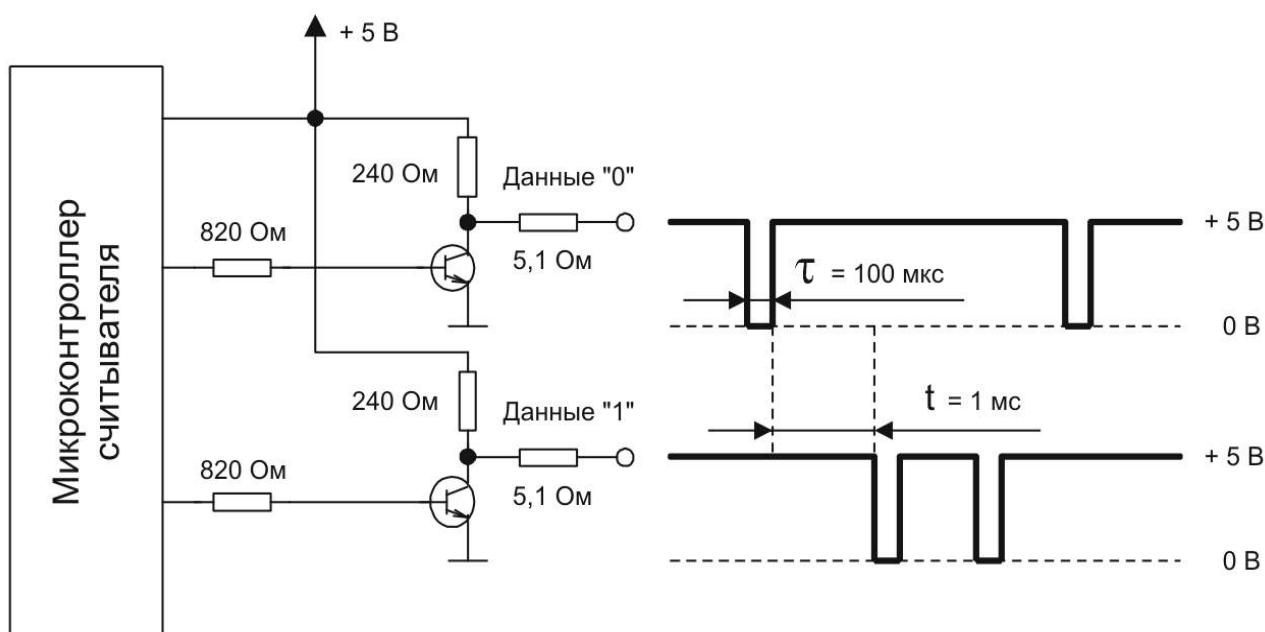 + 5 В
Микроконтроллер
считывателя
240 Ом
Данные "0"
820 Ом
5,1 Ом
+ 5 В
τ = 100 мкс
0 В
240 Ом
Данные "1"
t = 1 мс
820 Ом
5,1 Ом
+ 5 В
0 В